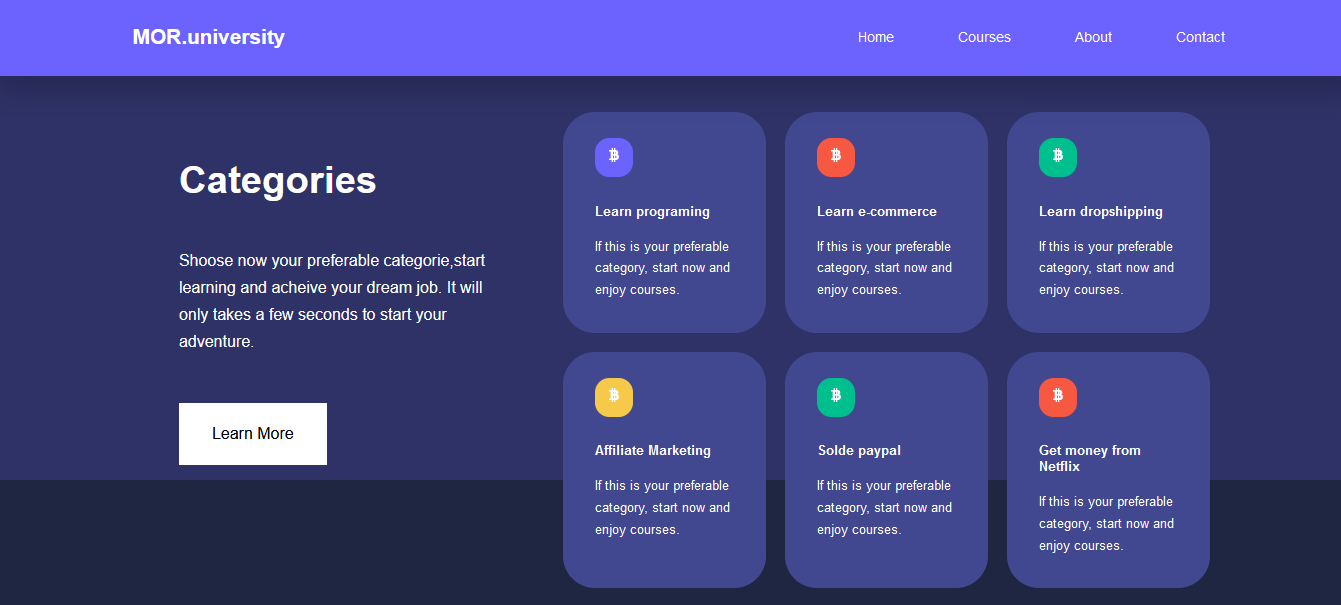 MOR.university
Home
Courses
About
Contact
Categories
Shoose now your preferable categorie,start
learning and acheive your dream job. It will
only takes a few seconds to start your
adventure.
Learn More
Learn programing
If this is your preferable
category, start now and
enjoy courses.
Learn e-commerce
If this is your preferable
category, start now and
enjoy courses.
Learn dropshipping
If this is your preferable
category, start now and
enjoy courses.
Affiliate Marketing
If this is your preferable
category, start now and
enjoy courses.
Solde paypal
If this is your preferable
category, start now and
enjoy courses.
Get money from
Netflix
If this is your preferable
category, start now and
enjoy courses.